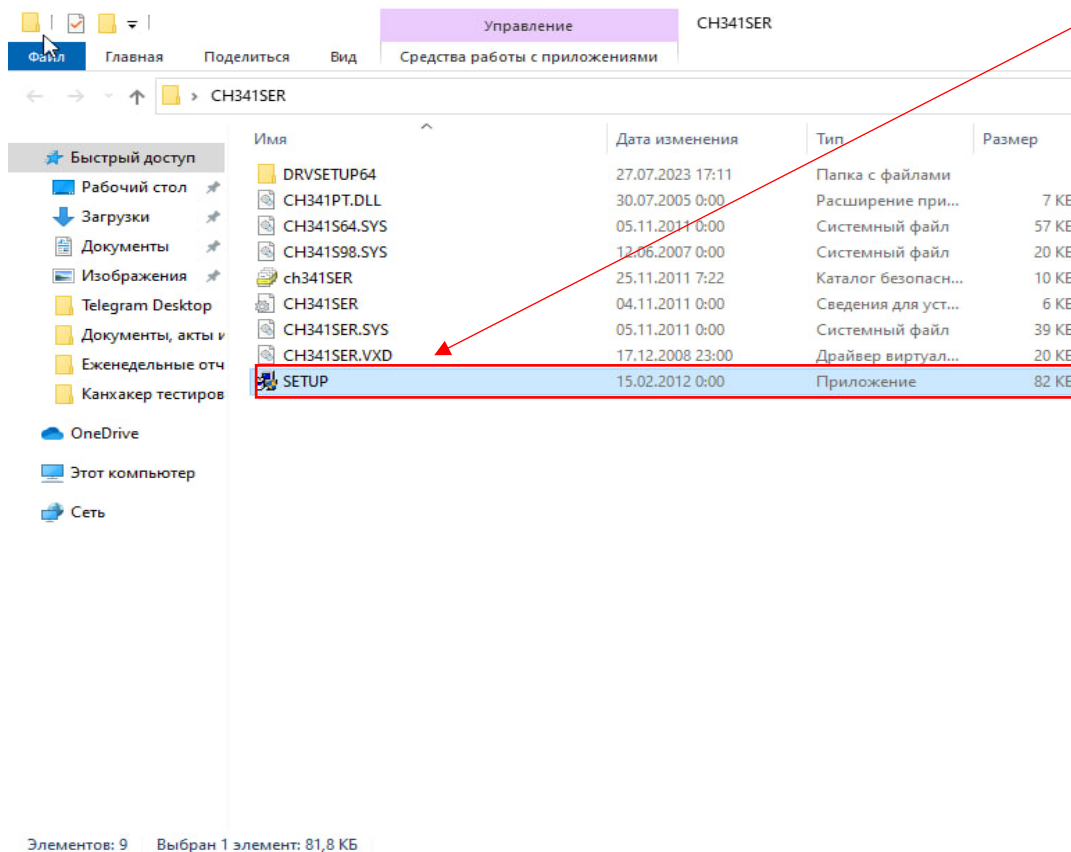 Управление
CH341SER
Файл Главная Поделиться Вид Средства работы с приложениями
CH341SER
Имя Дата изменения Тип Размер
Быстрый доступ
Рабочий стол
Загрузки
Документы
Изображения
Telegram Desktop
Документы, акты и
Еженедельные отч
Канхакер тестиров
OneDrive
Этот компьютер
Сеть
DRVSETUP64 27.07.2023 17:11 Папка с файлами
CH341PT.DLL 30.07.2005 0:00 Расширение при... 7 КБ
CH341S64.SYS 05.11.2011 0:00 Системный файл 57 КБ
CH341S98.SYS 12.06.2007 0:00 Системный файл 20 КБ
ch341SER 25.11.2011 7:22 Каталог безопасн... 10 КБ
CH341SER 04.11.2011 0:00 Сведения для уст... 6 КБ
CH341SER.SYS 05.11.2011 0:00 Системный файл 39 КБ
CH341SER.VXD 17.12.2008 23:00 Драйвер виртуал... 20 КБ
SETUP 15.02.2012 0:00 Приложение 82 КБ
Элементов: 9 Выбран 1 элемент: 81,8 КБ